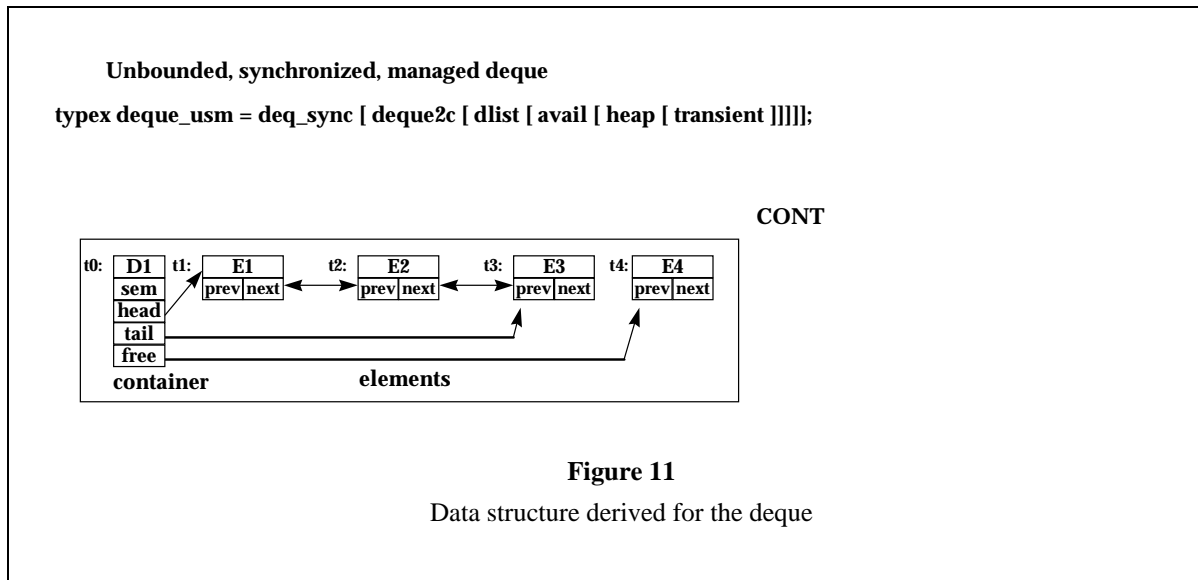 Unbounded, synchronized, managed deque
typex deque_usm = deq_sync [ deque2c [ dlist [ avail [ heap [ transient ]]]]];
CONT
t0: D1 t1: E1 t2: E2 t3: E3 t4: E4
sem prev next prev next prev next prev next
head
tail
free
container elements
Figure 11
Data structure derived for the deque